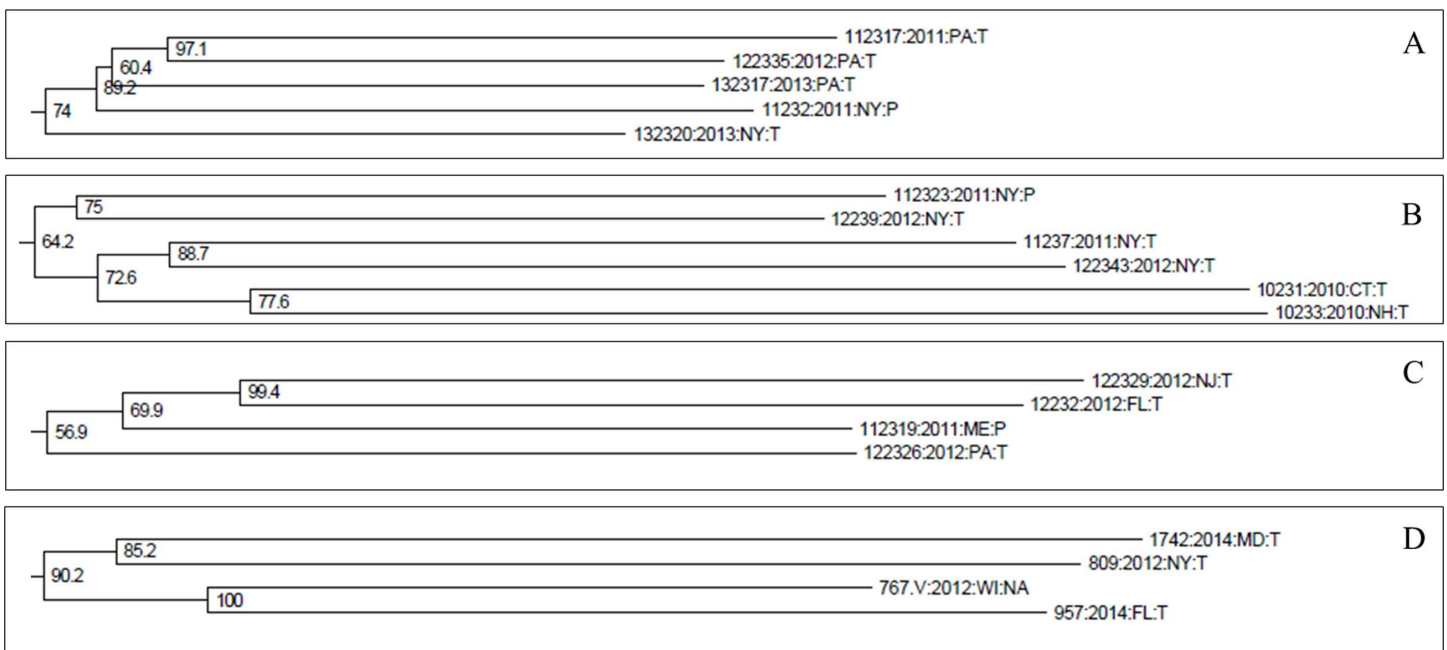 112317:2011:PA:T
A
97.1
122335:2012:PA:T
60.4
132317:2013:PA:T
89.2
11232:2011:NY:P
74
132320:2013:NY:T
112323:2011:NY:P
75
B
12239:2012:NY:T
64.2
11237:2011:NY:T
88.7
122343:2012:NY:T
72.6
10231:2010:CT:T
77.6
10233:2010:NH:T
C
122329:2012:NJ:T
99.4
12232:2012:FL:T
69.9
112319:2011:ME:P
56.9
122326:2012:PA:T
1742:2014:MD:T
D
85.2
809:2012:NY:T
90.2
767.V:2012:WI:NA
100
957:2014:FL:T